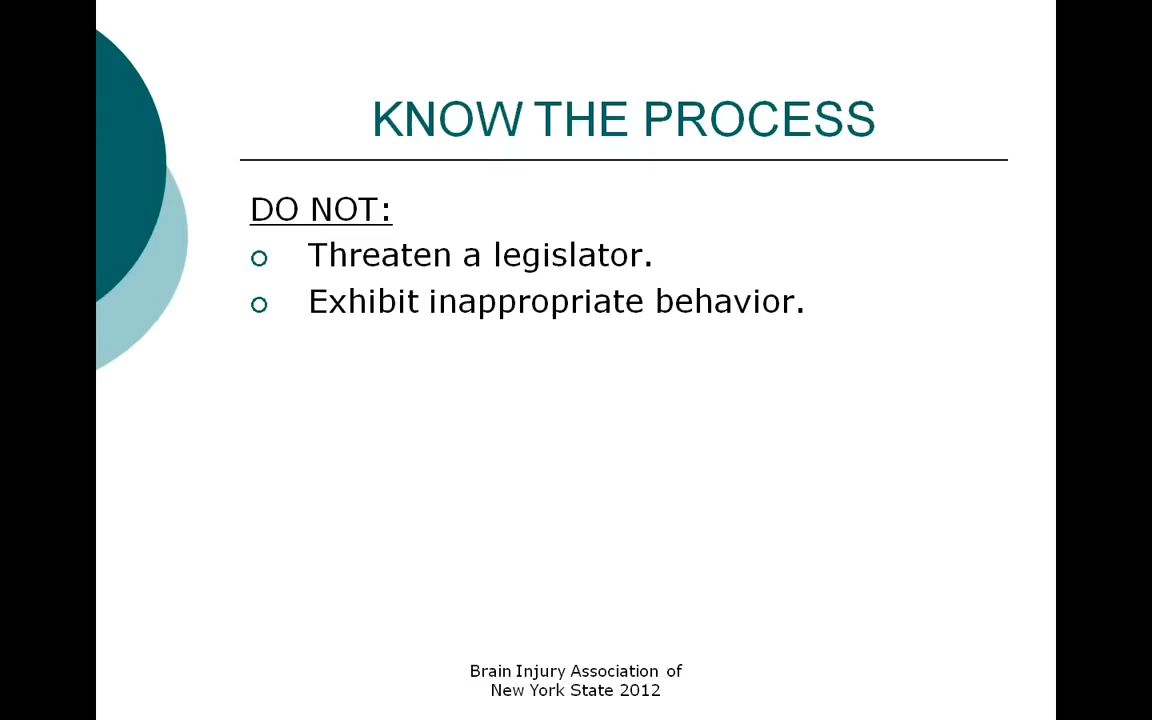 KNOW THE PROCESS
DO NOT:
Threaten a legislator.
Exhibit inappropriate behavior.
Brain Injury Association of
New York State 2012